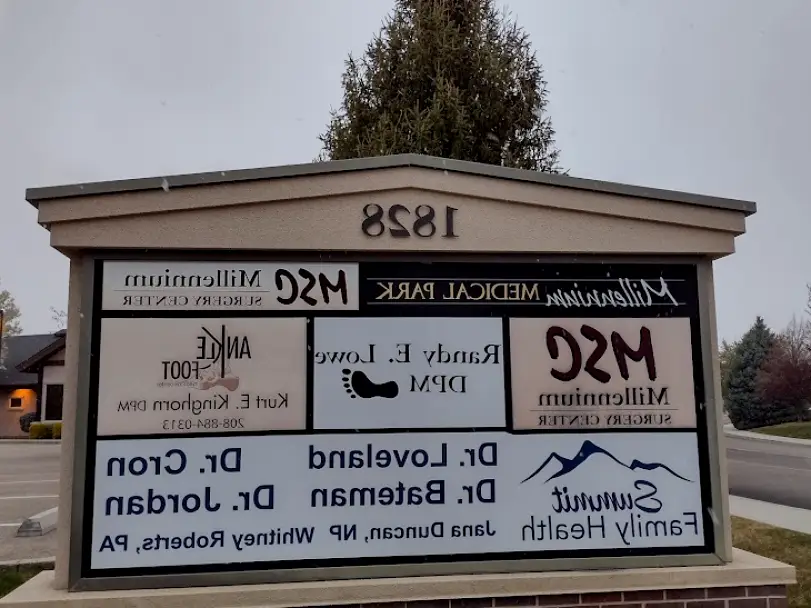 1828
Millennium MEDICAL PARK
MSC Millennium
SURGERY CENTER
MSC
Millennium
SURGERY CENTER
Randy E. Lowe
DPM
ANKLE
FOOT
Kurt E. Kinghorn DPM
208-884-0313
Summit
Family Health
Dr. Loveland Dr. Cron
Dr. Bateman Dr. Jordan
Jana Duncan, NP Whitney Roberts, PA